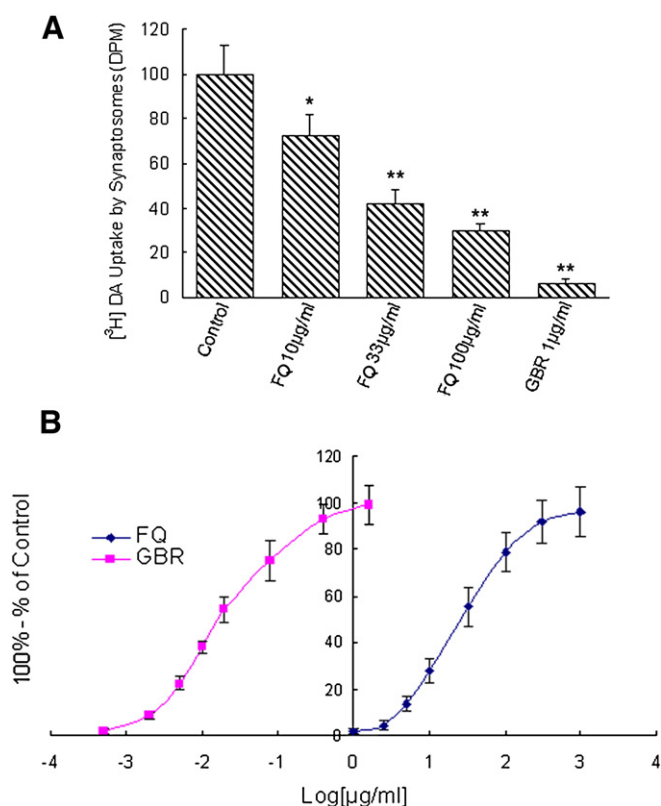 A
[³H] DA Uptake by Synaptosomes (DPM)
120
100
80
60
40
20
0
*
**
**
**
Control
FQ 10µg/ml
FQ 33µg/ml
FQ 100µg/ml
GBR 1µg/ml
B
100%- % of Control
FQ
GBR
120
100
80
60
40
20
0
-4 -3 -2 -1 0 1 2 3 4
Log[µg/ml]